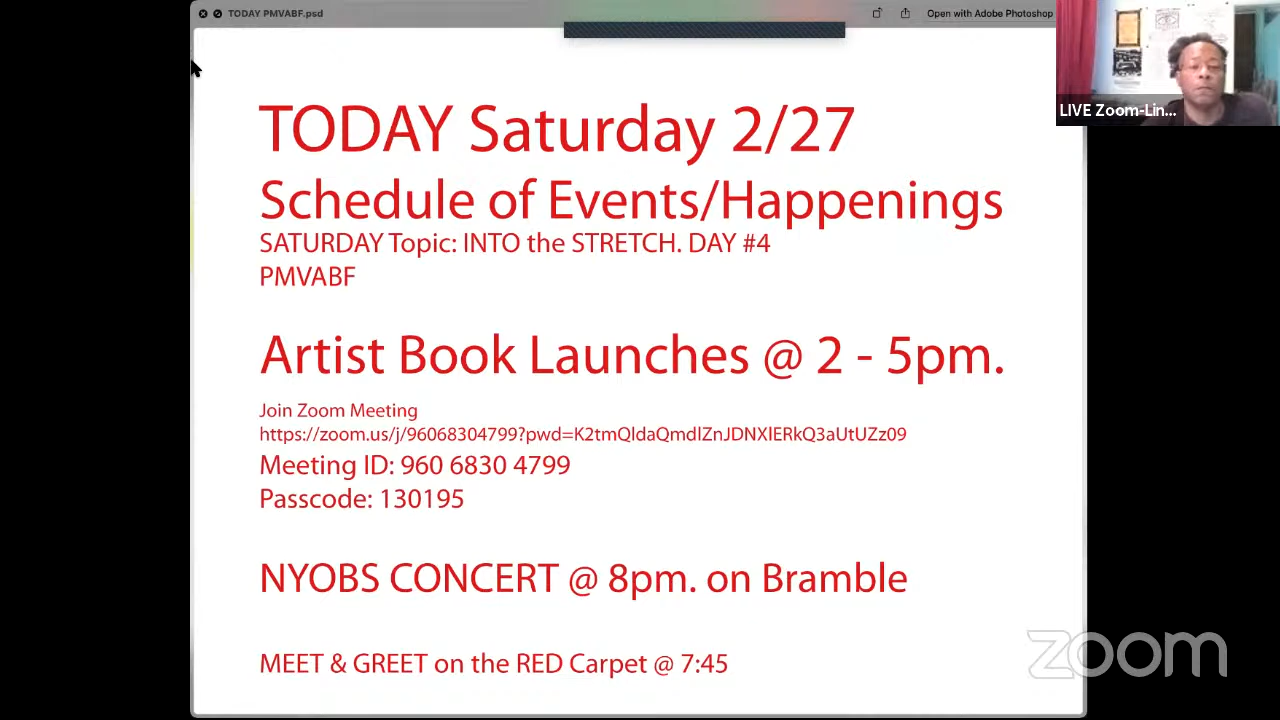 TODAY PMVABF.psd
Open with Adobe Photoshop
LIVE Zoom-Lin...
TODAY Saturday 2/27
Schedule of Events/Happenings
SATURDAY Topic: INTO the STRETCH. DAY #4
PMVABF
Artist Book Launches @ 2 - 5pm.
Join Zoom Meeting
https://zoom.us/j/96068304799?pwd=K2tmQldaQmdlZnJDNXlERkQ3aUtUZz09
Meeting ID: 960 6830 4799
Passcode: 130195
NYOBS CONCERT @ 8pm. on Bramble
MEET & GREET on the RED Carpet @ 7:45
zoom